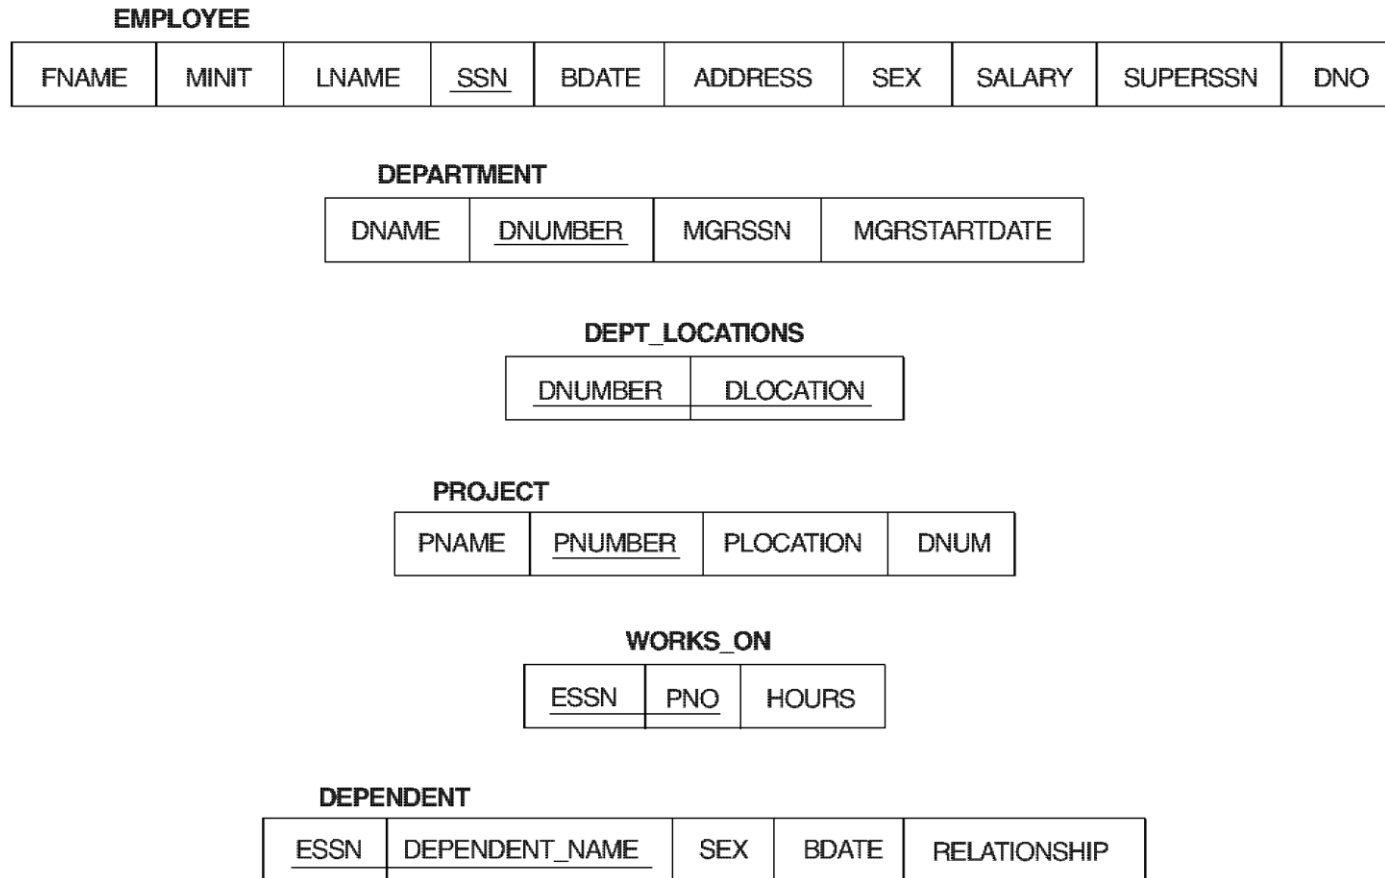 EMPLOYEE
FNAME MINIT LNAME SSN BDATE ADDRESS SEX SALARY SUPERSSN DNO
DEPARTMENT
DNAME DNUMBER MGRSSN MGRSTARTDATE
DEPT_LOCATIONS
DNUMBER DLOCATION
PROJECT
PNAME PNUMBER PLOCATION DNUM
WORKS_ON
ESSN PNO HOURS
DEPENDENT
ESSN DEPENDENT_NAME SEX BDATE RELATIONSHIP